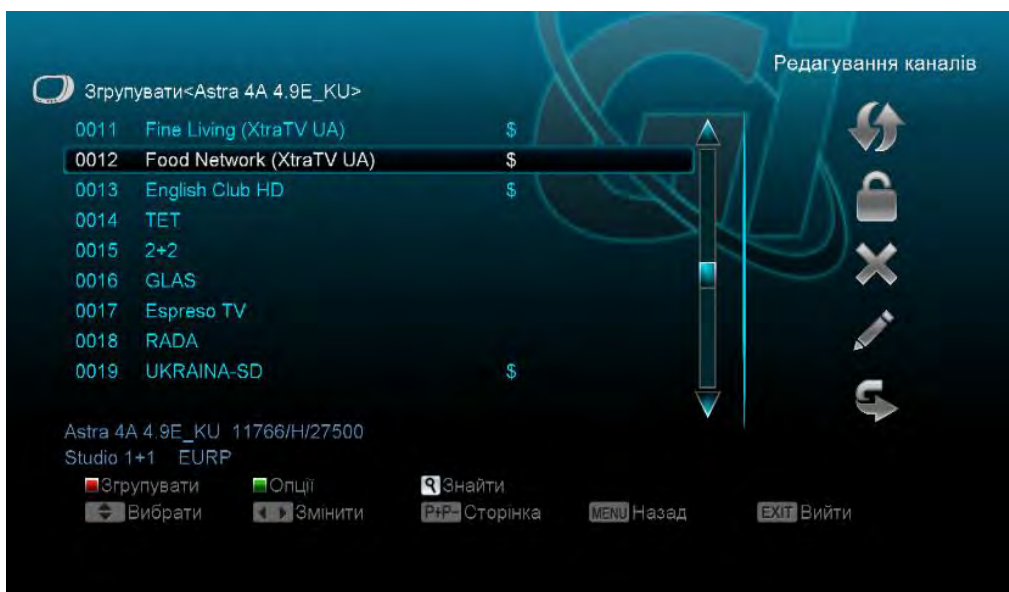 Редагування каналів
Згрупувати<Astra 4A 4.9E_KU>
0011 Fine Living (XtraTV UA) $
0012 Food Network (XtraTV UA) $
0013 English Club HD $
0014 TET
0015 2+2
0016 GLAS
0017 Espreso TV
0018 RADA
0019 UKRAINA-SD $
Astra 4A 4.9E_KU 11766/H/27500
Studio 1+1 EURP
Згрупувати Опції Знайти
Вибрати Змінити P+P- Сторінка MENU Назад EXIT Вийти